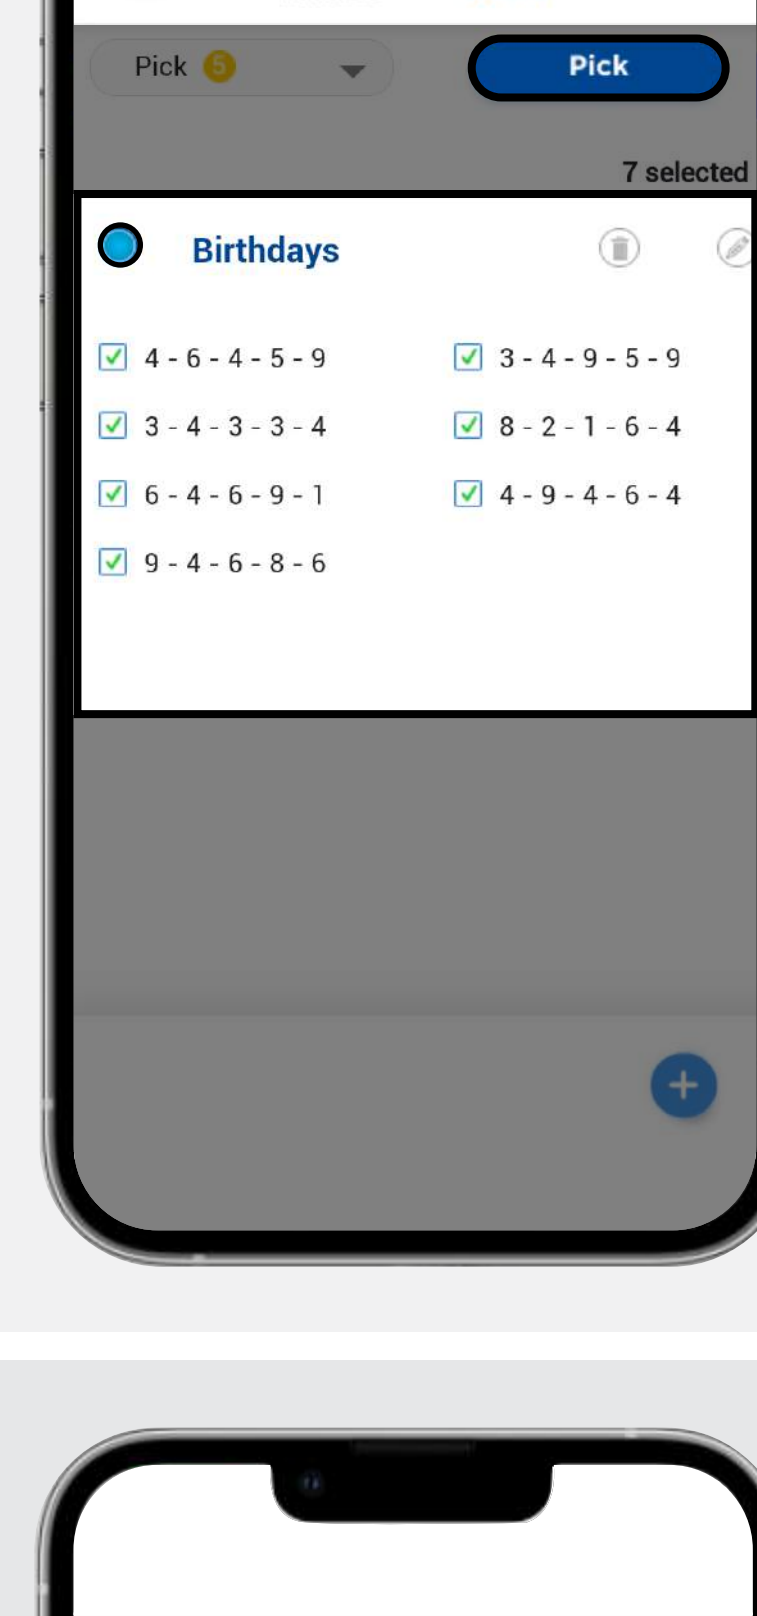 Pick 5 Pick
7 selected
Birthdays
4 - 6 - 4 - 5 - 9 3 - 4 - 9 - 5 - 9
3 - 4 - 3 - 3 - 4 8 - 2 - 1 - 6 - 4
6 - 4 - 6 - 9 - 1 4 - 9 - 4 - 6 - 4
9 - 4 - 6 - 8 - 6
+